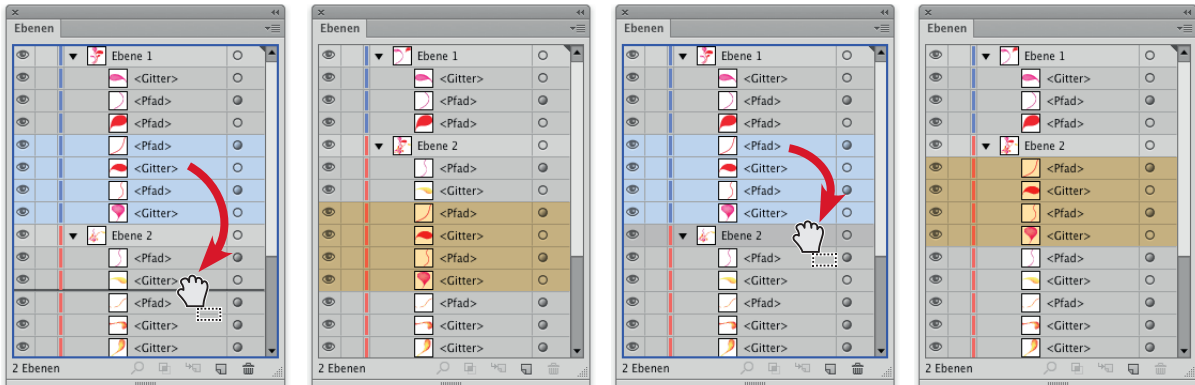 Ebenen
Ebene 1
<Gitter>
<Pfad>
<Pfad>
<Pfad>
<Gitter>
<Pfad>
<Gitter>
Ebene 2
<Pfad>
<Gitter>
<Pfad>
<Gitter>
<Gitter>
2 Ebenen
Ebenen
Ebene 1
<Gitter>
<Pfad>
<Pfad>
Ebene 2
<Pfad>
<Gitter>
<Pfad>
<Gitter>
<Pfad>
<Gitter>
<Pfad>
<Gitter>
<Gitter>
2 Ebenen
Ebenen
Ebene 1
<Gitter>
<Pfad>
<Pfad>
<Pfad>
<Gitter>
<Pfad>
<Gitter>
Ebene 2
<Pfad>
<Gitter>
<Pfad>
<Gitter>
<Gitter>
2 Ebenen
Ebenen
Ebene 1
<Gitter>
<Pfad>
<Pfad>
Ebene 2
<Pfad>
<Gitter>
<Pfad>
<Gitter>
<Pfad>
<Gitter>
<Pfad>
<Gitter>
<Gitter>
2 Ebenen